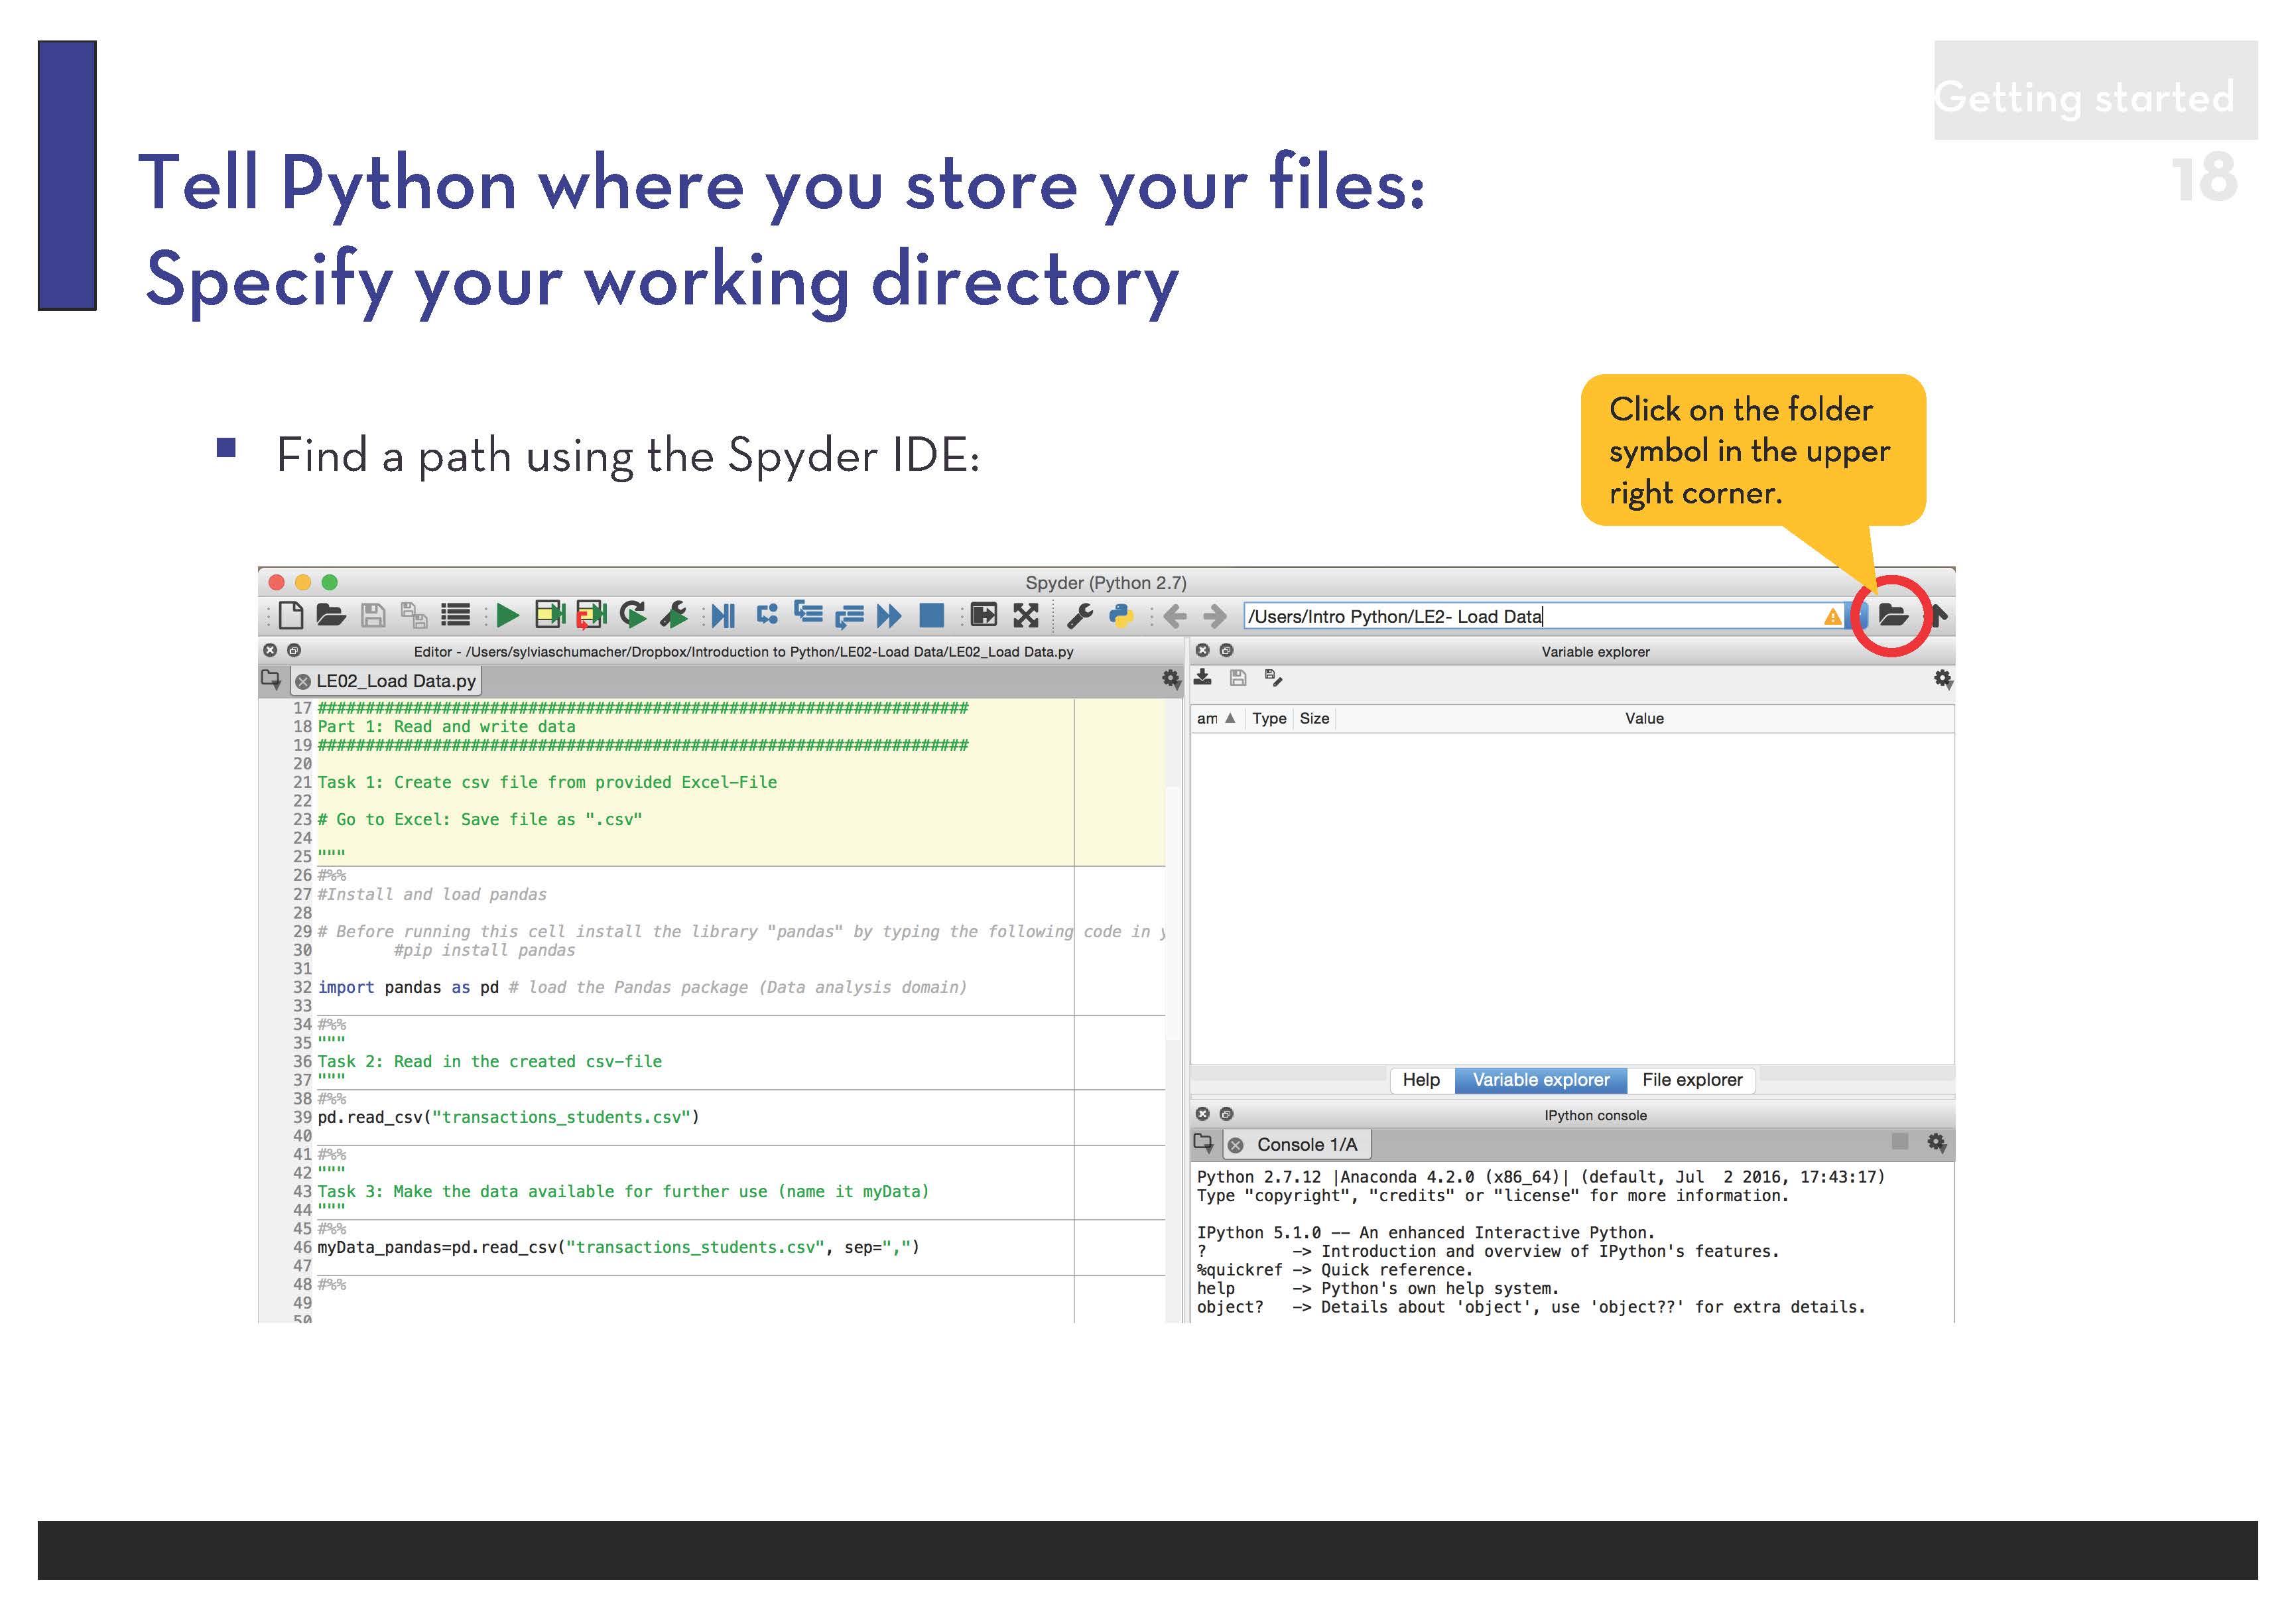 Getting started
18
Tell Python where you store your files:
Specify your working directory
Find a path using the Spyder IDE:
Click on the folder
symbol in the upper
right corner.
Spyder (Python 2.7)
/Users/Intro Python/LE2- Load Data
Editor - /Users/sylviaschumacher/Dropbox/Introduction to Python/LE02-Load Data/LE02_Load Data.py
LE02_Load Data.py
17 ####################################################################
18 Part 1: Read and write data
19 ####################################################################
20
21 Task 1: Create csv file from provided Excel-File
22
23 # Go to Excel: Save file as ".csv"
24
25 """
26 #%%
27 #Install and load pandas
28
29 # Before running this cell install the library "pandas" by typing the following code in y
30 #pip install pandas
31
32 import pandas as pd # load the Pandas package (Data analysis domain)
33
34 #%%
35 """
36 Task 2: Read in the created csv-file
37 """
38 #%%
39 pd.read_csv("transactions_students.csv")
40
41 #%%
42 """
43 Task 3: Make the data available for further use (name it myData)
44 """
45 #%%
46 myData_pandas=pd.read_csv("transactions_students.csv", sep=",")
47
48 #%%
49
50
Variable explorer
am Type Size Value
Help Variable explorer File explorer
IPython console
Console 1/A
Python 2.7.12 |Anaconda 4.2.0 (x86_64)| (default, Jul  2 2016, 17:43:17)
Type "copyright", "credits" or "license" for more information.
IPython 5.1.0 -- An enhanced Interactive Python.
? -> Introduction and overview of IPython's features.
%quickref -> Quick reference.
help -> Python's own help system.
object? -> Details about 'object', use 'object??' for extra details.